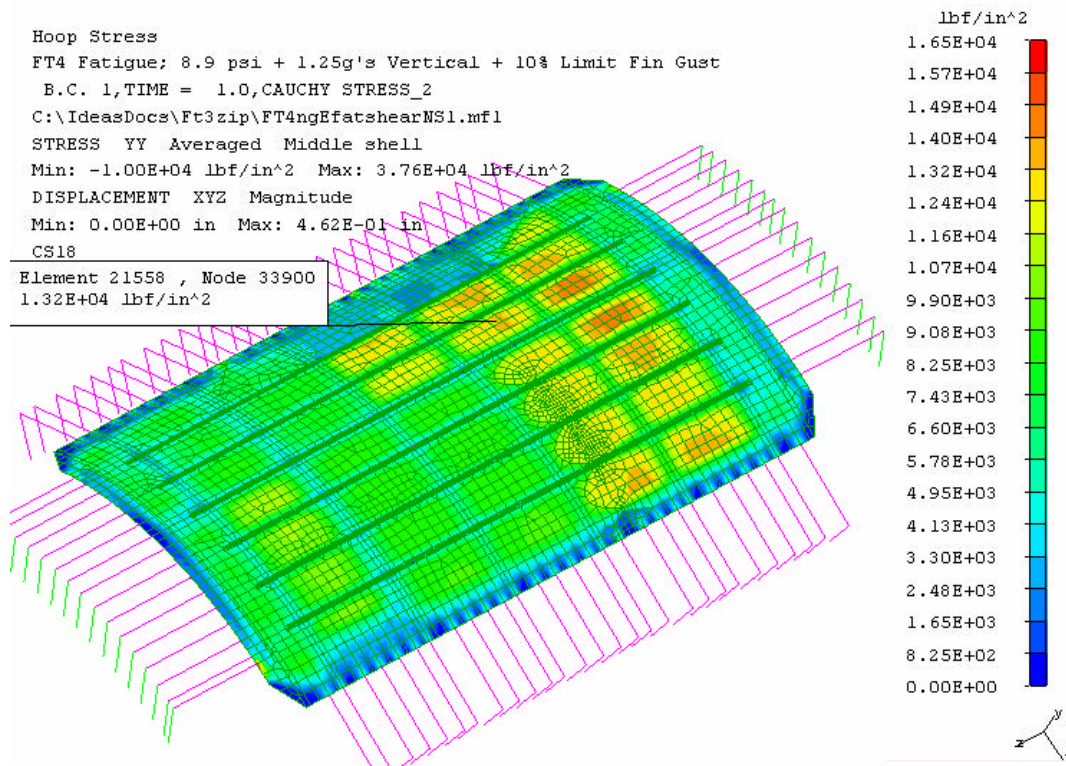 Hoop Stress
FT4 Fatigue; 8.9 psi + 1.25g's Vertical + 10% Limit Fin Gust
B.C. 1,TIME = 1.0,CAUCHY STRESS_2
C:\IdeasDocs\Ft3zip\FT4ngEfatshearNS1.mf1
STRESS YY Averaged Middle shell
Min: -1.00E+04 lbf/in^2 Max: 3.76E+04 lbf/in^2
DISPLACEMENT XYZ Magnitude
Min: 0.00E+00 in Max: 4.62E-01 in
CS18
Element 21558 , Node 33900
1.32E+04 lbf/in^2
lbf/in^2
1.65E+04
1.57E+04
1.49E+04
1.40E+04
1.32E+04
1.24E+04
1.16E+04
1.07E+04
9.90E+03
9.08E+03
8.25E+03
7.43E+03
6.60E+03
5.78E+03
4.95E+03
4.13E+03
3.30E+03
2.48E+03
1.65E+03
8.25E+02
0.00E+00
y
z